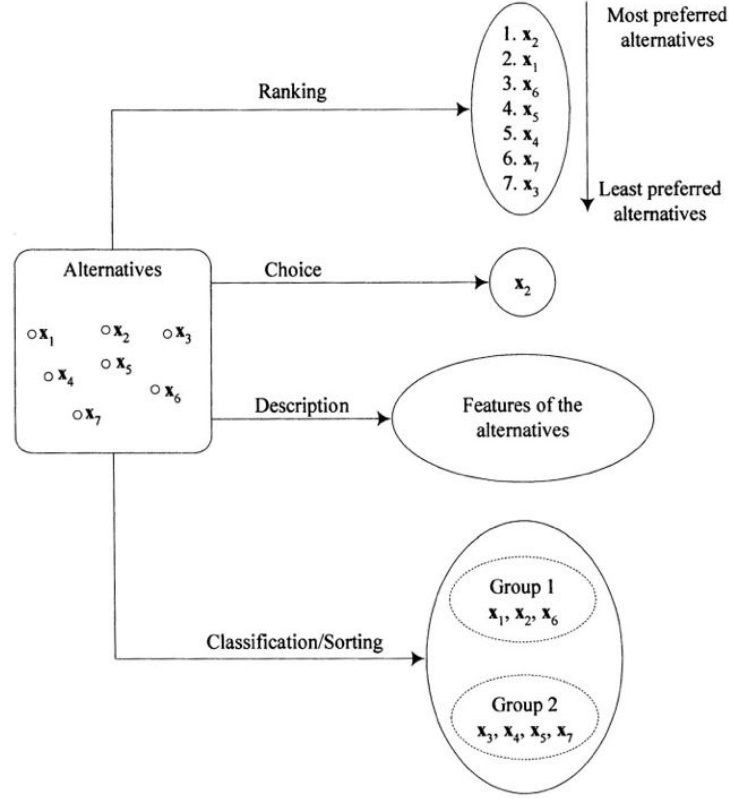 Ranking
1. x₂
2. x₁
3. x₆
4. x₅
5. x₄
6. x₇
7. x₃
Most preferred
alternatives
Least preferred
alternatives
Alternatives
x₁
x₂
x₃
x₄
x₅
x₆
x₇
Choice
x₂
Description
Features of the
alternatives
Classification/Sorting
Group 1
x₁, x₂, x₆
Group 2
x₃, x₄, x₅, x₇